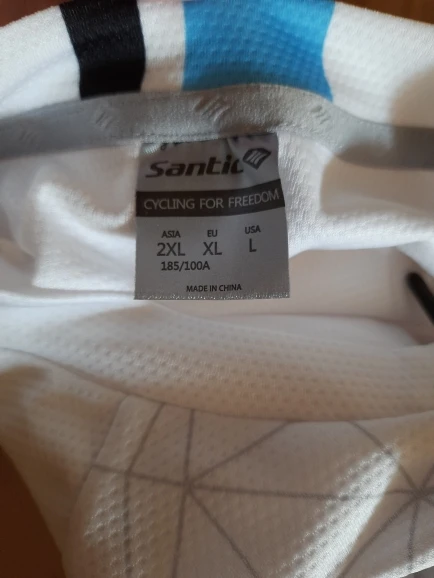 Santic
CYCLING FOR FREEDOM
ASIA EU USA
2XL XL L
185/100A
MADE IN CHINA